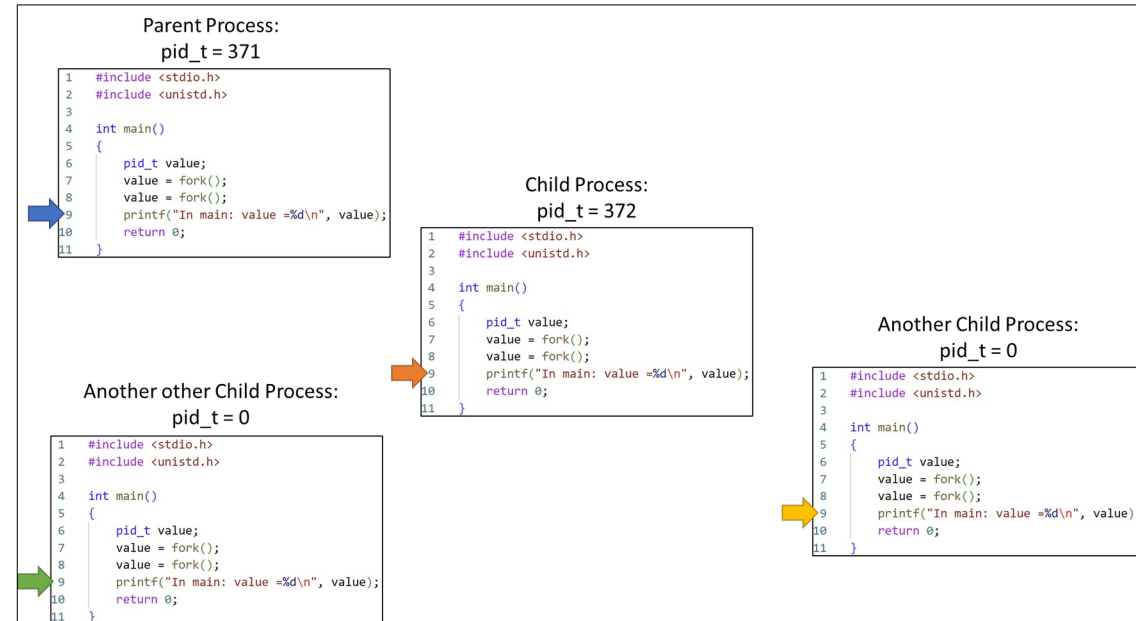 Parent Process:
pid_t = 371
1 #include <stdio.h>
2 #include <unistd.h>
3
4 int main()
5 {
6 pid_t value;
7 value = fork();
8 value = fork();
9 printf("In main: value =%d\n", value);
10 return 0;
11 }
Child Process:
pid_t = 372
1 #include <stdio.h>
2 #include <unistd.h>
3
4 int main()
5 {
6 pid_t value;
7 value = fork();
8 value = fork();
9 printf("In main: value =%d\n", value);
10 return 0;
11 }
Another Child Process:
pid_t = 0
1 #include <stdio.h>
2 #include <unistd.h>
3
4 int main()
5 {
6 pid_t value;
7 value = fork();
8 value = fork();
9 printf("In main: value =%d\n", value)
10 return 0;
11 }
Another other Child Process:
pid_t = 0
1 #include <stdio.h>
2 #include <unistd.h>
3
4 int main()
5 {
6 pid_t value;
7 value = fork();
8 value = fork();
9 printf("In main: value =%d\n", value);
10 return 0;
11 }